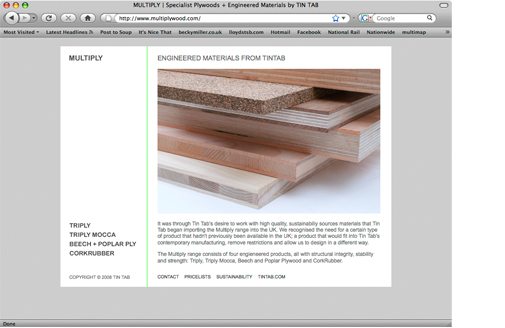 MULTIPLY | Specialist Plywoods + Engineered Materials by TIN TAB
http://www.multiplywood.com/
Google
Most Visited
Latest Headlines
Post to Soup
It's Nice That
beckymiller.co.uk
lloydstsb.com
Hotmail
Facebook
National Rail
Nationwide
multimap
MULTIPLY
ENGINEERED MATERIALS FROM TINTAB
TRIPLY
TRIPLY MOCCA
BEECH + POPLAR PLY
CORKRUBBER
It was through Tin Tab's desire to work with high quality, sustainability sources materials that Tin
Tab began importing the Multiply range into the UK. We recognised the need for a certain type
of product that hadn't previously been available in the UK; a product that would fit into Tin Tab's
contemporary manufacturing, remove restrictions and allow us to design in a different way.
The Multiply range consists of four engineered products, all with structural integrity, stability
and strength: Triply, Triply Mocca, Beech and Poplar Plywood and CorkRubber.
COPYRIGHT © 2008 TIN TAB
CONTACT
PRICELISTS
SUSTAINABILITY
TINTAB.COM
Done